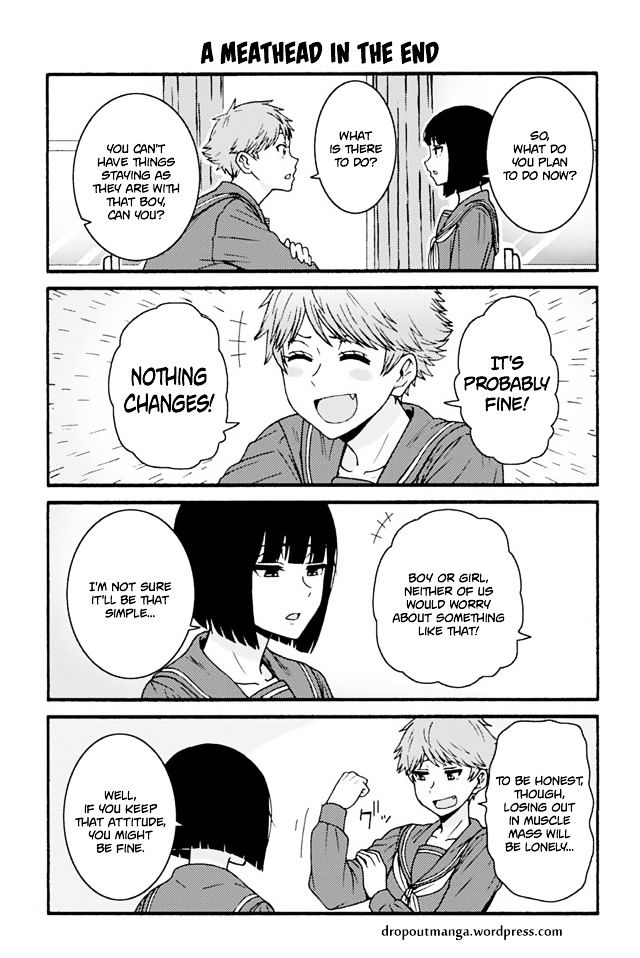 A MEATHEAD IN THE END
SO,
WHAT DO
YOU PLAN
TO DO NOW?
WHAT
IS THERE
TO DO?
YOU CAN'T
HAVE THINGS
STAYING AS
THEY ARE WITH
THAT BOY,
CAN YOU?
IT'S
PROBABLY
FINE!
NOTHING
CHANGES!
BOY OR GIRL,
NEITHER OF US
WOULD WORRY
ABOUT SOMETHING
LIKE THAT!
I'M NOT SURE
IT'LL BE THAT
SIMPLE...
TO BE HONEST,
THOUGH,
LOSING OUT
IN MUSCLE
MASS WILL
BE LONELY...
グッ
WELL,
IF YOU KEEP
THAT ATTITUDE,
YOU MIGHT
BE FINE.
dropoutmanga.wordpress.com